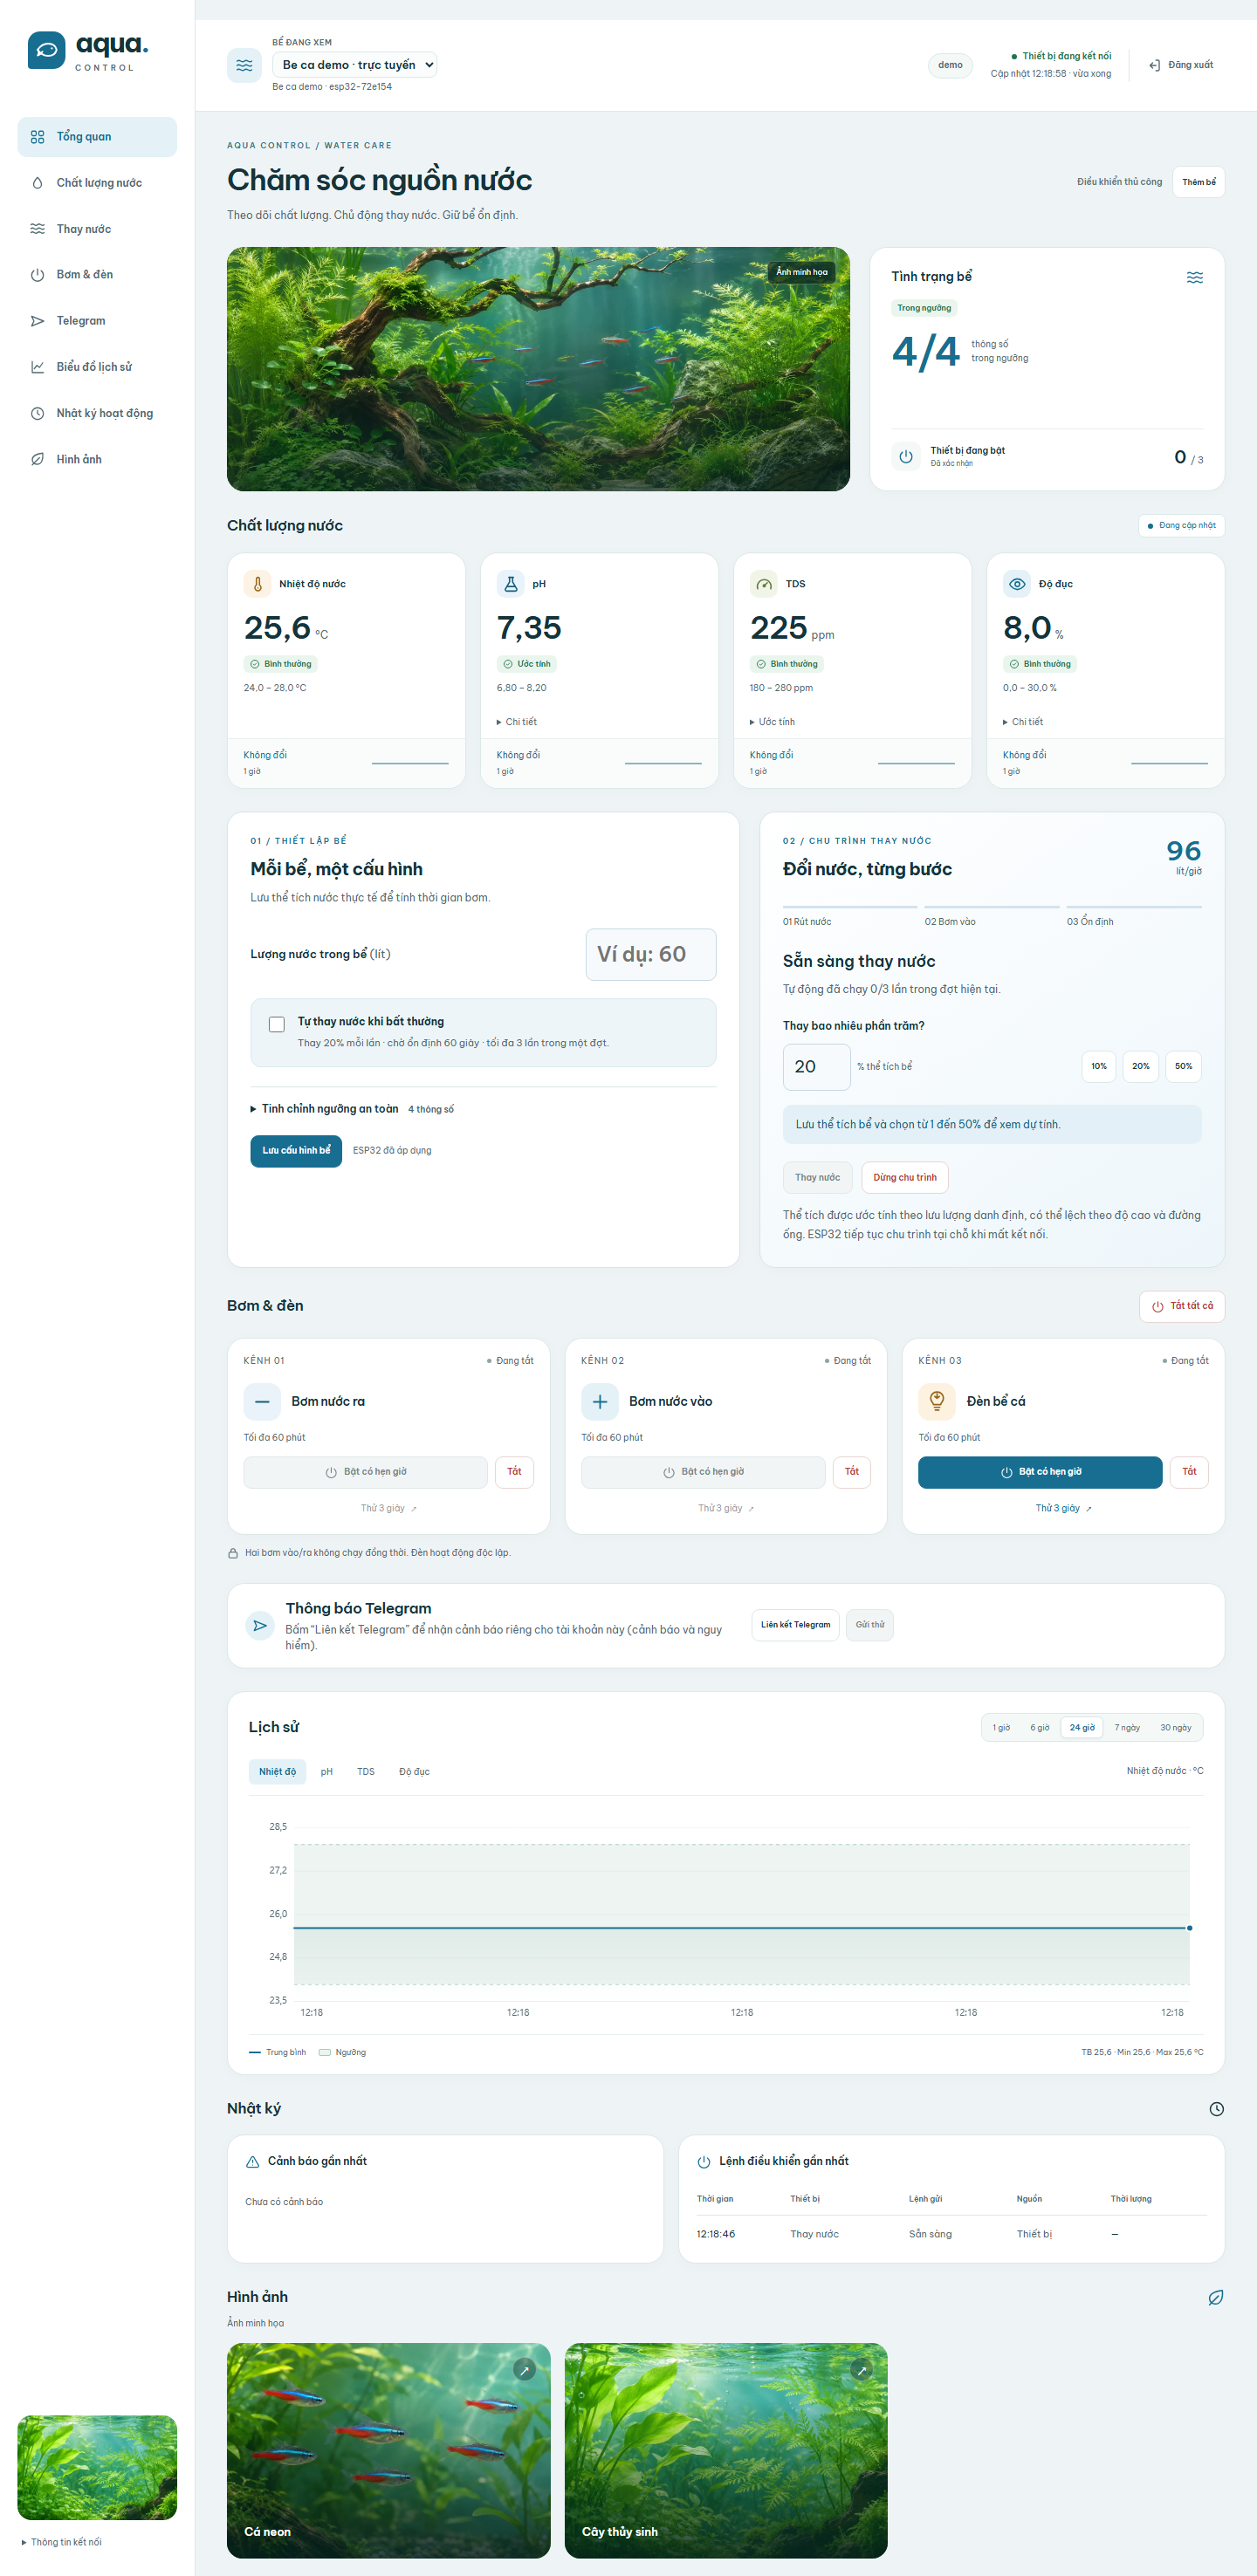 aqua.
CONTROL
Tổng quan
Chất lượng nước
Thay nước
Bơm & đèn
Telegram
Biểu đồ lịch sử
Nhật ký hoạt động
Hình ảnh
Thông tin kết nối
BỂ ĐANG XEM
Be ca demo · trực tuyến
Be ca demo · esp32-72e154
demo
Thiết bị đang kết nối
Cập nhật 12:18:58 · vừa xong
Đăng xuất
AQUA CONTROL / WATER CARE
Chăm sóc nguồn nước
Theo dõi chất lượng. Chủ động thay nước. Giữ bể ổn định.
Điều khiển thủ công
Thêm bể
Ảnh minh họa
Tình trạng bể
Trong ngưỡng
4/4
thông số
trong ngưỡng
Thiết bị đang bật
Đã xác nhận
0 / 3
Chất lượng nước
Đang cập nhật
Nhiệt độ nước
25,6 °C
Bình thường
24,0 – 28,0 °C
Không đổi
1 giờ
pH
7,35
Ước tính
6,80 – 8,20
Chi tiết
Không đổi
1 giờ
TDS
225 ppm
Bình thường
180 – 280 ppm
Ước tính
Không đổi
1 giờ
Độ đục
8,0 %
Bình thường
0,0 – 30,0 %
Chi tiết
Không đổi
1 giờ
01 / THIẾT LẬP BỂ
Mỗi bể, một cấu hình
Lưu thể tích nước thực tế để tính thời gian bơm.
Lượng nước trong bể (lít)
Ví dụ: 60
Tự thay nước khi bất thường
Thay 20% mỗi lần · chờ ổn định 60 giây · tối đa 3 lần trong một đợt.
Tinh chỉnh ngưỡng an toàn 4 thông số
Lưu cấu hình bể
ESP32 đã áp dụng
02 / CHU TRÌNH THAY NƯỚC
Đổi nước, từng bước
96
lít/giờ
01 Rút nước
02 Bơm vào
03 Ổn định
Sẵn sàng thay nước
Tự động đã chạy 0/3 lần trong đợt hiện tại.
Thay bao nhiêu phần trăm?
20
% thể tích bể
10%
20%
50%
Lưu thể tích bể và chọn từ 1 đến 50% để xem dự tính.
Thay nước
Dừng chu trình
Thể tích được ước tính theo lưu lượng danh định, có thể lệch theo độ cao và đường
ống. ESP32 tiếp tục chu trình tại chỗ khi mất kết nối.
Bơm & đèn
Tắt tất cả
KÊNH 01
Đang tắt
Bơm nước ra
Tối đa 60 phút
Bật có hẹn giờ
Tắt
Thử 3 giây ↗
KÊNH 02
Đang tắt
Bơm nước vào
Tối đa 60 phút
Bật có hẹn giờ
Tắt
Thử 3 giây ↗
KÊNH 03
Đang tắt
Đèn bể cá
Tối đa 60 phút
Bật có hẹn giờ
Tắt
Thử 3 giây ↗
Hai bơm vào/ra không chạy đồng thời. Đèn hoạt động độc lập.
Thông báo Telegram
Bấm "Liên kết Telegram" để nhận cảnh báo riêng cho tài khoản này (cảnh báo và nguy
hiểm).
Liên kết Telegram
Gửi thử
Lịch sử
1 giờ
6 giờ
24 giờ
7 ngày
30 ngày
Nhiệt độ
pH
TDS
Độ đục
Nhiệt độ nước · °C
28,5
27,2
26,0
24,8
23,5
12:18
12:18
12:18
12:18
12:18
Trung bình
Ngưỡng
TB 25,6 · Min 25,6 · Max 25,6 °C
Nhật ký
Cảnh báo gần nhất
Chưa có cảnh báo
Lệnh điều khiển gần nhất
Thời gian Thiết bị Lệnh gửi Nguồn Thời lượng
12:18:46 Thay nước Sẵn sàng Thiết bị —
Hình ảnh
Ảnh minh họa
Cá neon
Cây thủy sinh